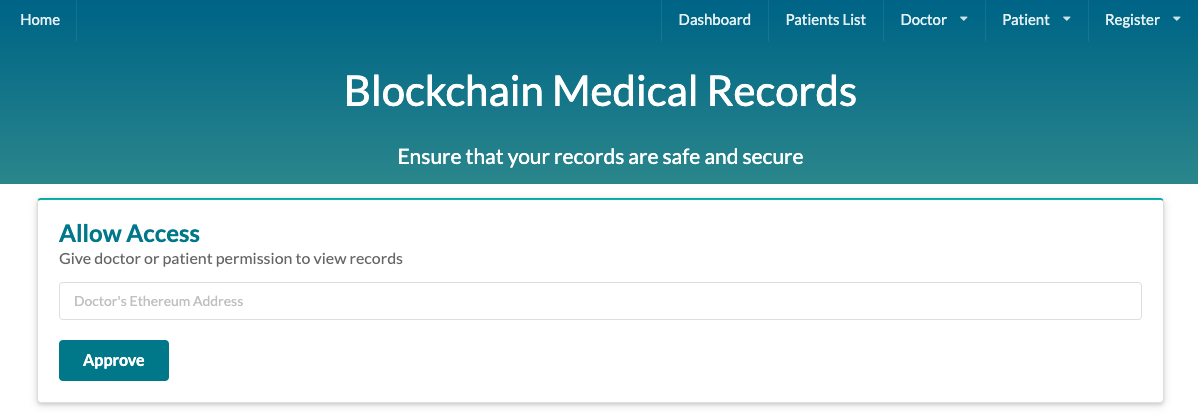 Home Dashboard Patients List Doctor Patient Register
Blockchain Medical Records
Ensure that your records are safe and secure
Allow Access
Give doctor or patient permission to view records
Doctor's Ethereum Address
Approve